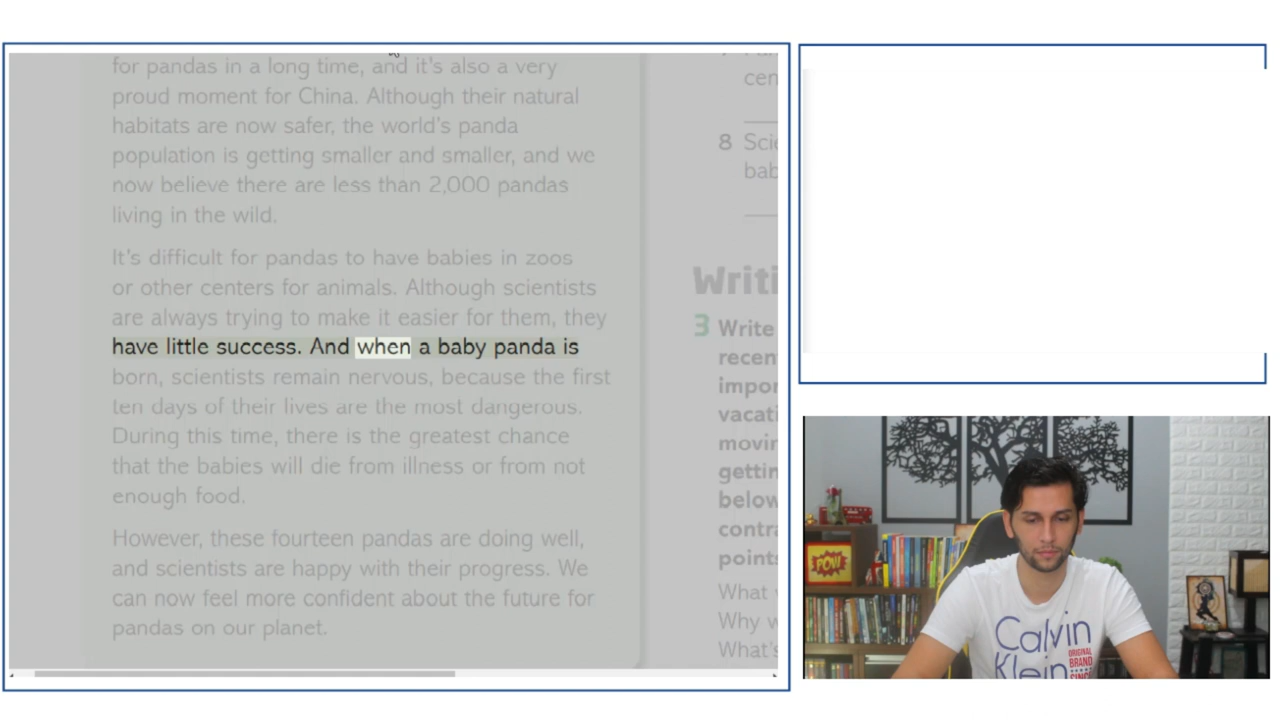 for pandas in a long time, and it's also a very
proud moment for China. Although their natural
habitats are now safer, the world's panda
population is getting smaller and smaller, and we
now believe there are less than 2,000 pandas
living in the wild.
It's difficult for pandas to have babies in zoos
or other centers for animals. Although scientists
are always trying to make it easier for them, they
have little success. And when a baby panda is
born, scientists remain nervous, because the first
ten days of their lives are the most dangerous.
During this time, there is the greatest chance
that the babies will die from illness or from not
enough food.
However, these fourteen pandas are doing well,
and scientists are happy with their progress. We
can now feel more confident about the future for
pandas on our planet.
cen
8 Scie
bab
Writi
3 Write
recen
impor
vacati
movin
gettin
below
contra
points
What
Why w
What's
POW!
Calvin
Klein
ORIGINAL
BRAND
SINCE